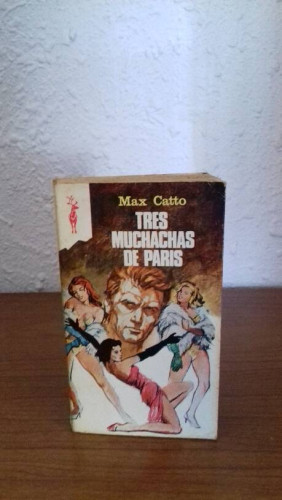 Max Catto
TRES
MUCHACHAS
DE PARIS